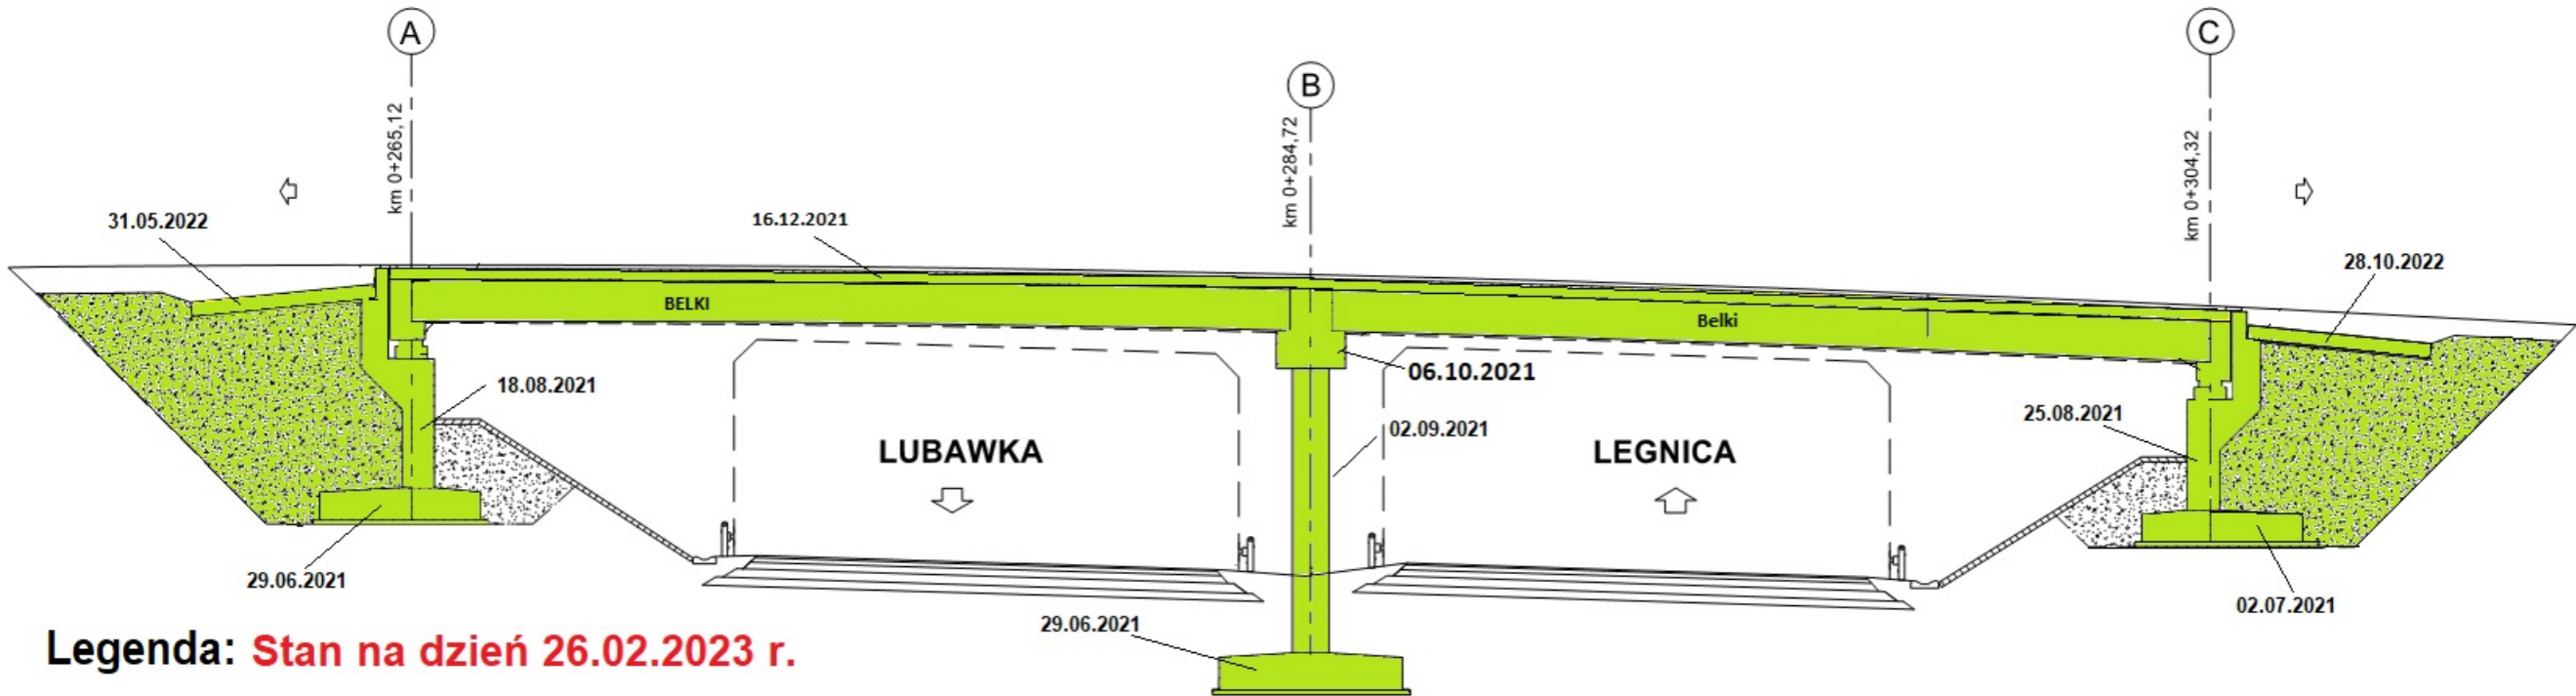 A
B
C
km 0+265,12
km 0+284,72
km 0+304,32
31.05.2022
16.12.2021
28.10.2022
BELKI
Belki
18.08.2021
06.10.2021
25.08.2021
02.09.2021
LUBAWKA
LEGNICA
29.06.2021
02.07.2021
29.06.2021
Legenda: Stan na dzień 26.02.2023 r.